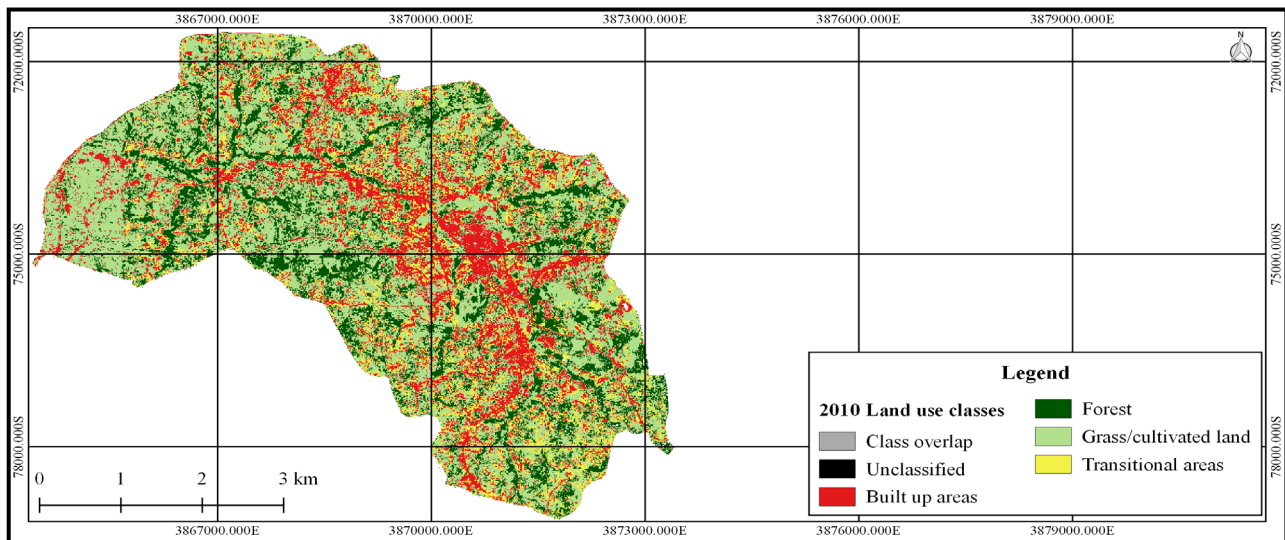 3867000.000E 3870000.000E 3873000.000E 3876000.000E 3879000.000E
N
72000.000S 72000.000S
75000.000S 75000.000S
78000.000S 78000.000S
Legend
2010 Land use classes
Class overlap
Unclassified
Built up areas
Forest
Grass/cultivated land
Transitional areas
0 1 2 3 km
3867000.000E 3870000.000E 3873000.000E 3876000.000E 3879000.000E